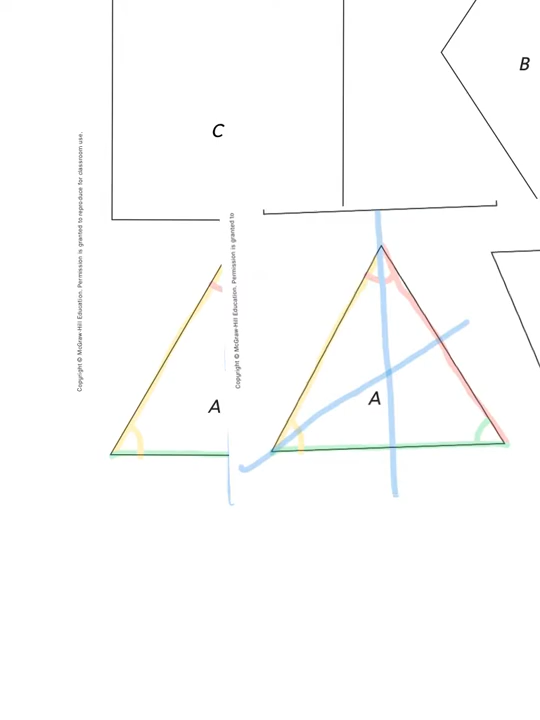 B
C
Copyright © McGraw-Hill Education. Permission is granted to reproduce for classroom use.
Copyright © McGraw-Hill Education. Permission is granted to
A
A